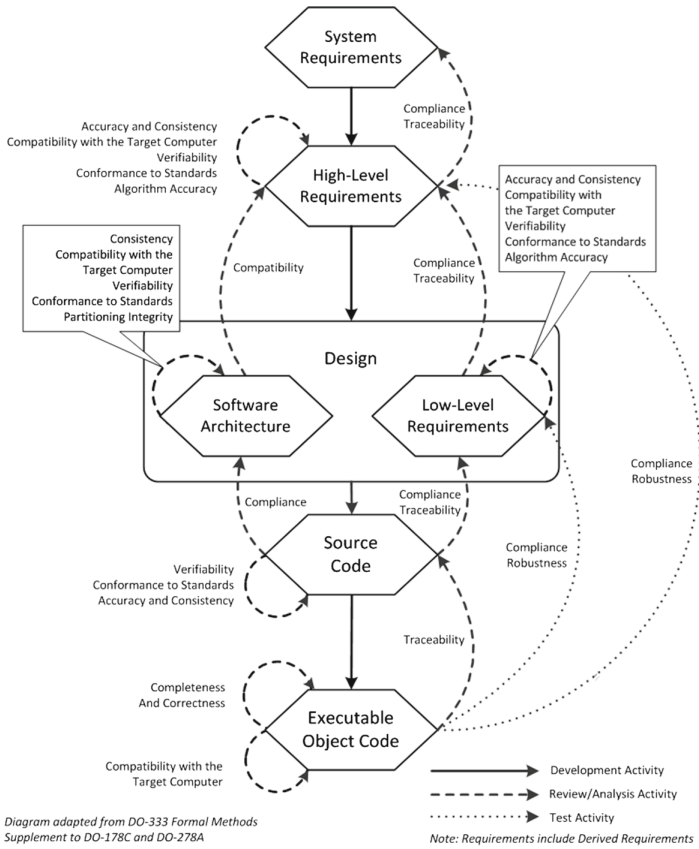 System
Requirements
Compliance
Traceability
Accuracy and Consistency
Compatibility with the Target Computer
Verifiability
Conformance to Standards
Algorithm Accuracy
High-Level
Requirements
Accuracy and Consistency
Compatibility with
the Target Computer
Verifiability
Conformance to Standards
Algorithm Accuracy
Consistency
Compatibility with the
Target Computer
Verifiability
Conformance to Standards
Partitioning Integrity
Compatibility
Compliance
Traceability
Design
Software
Architecture
Low-Level
Requirements
Compliance
Robustness
Compliance
Compliance
Traceability
Source
Code
Compliance
Robustness
Verifiability
Conformance to Standards
Accuracy and Consistency
Traceability
Completeness
And Correctness
Executable
Object Code
Compatibility with the
Target Computer
Development Activity
Review/Analysis Activity
Test Activity
Diagram adapted from DO-333 Formal Methods
Supplement to DO-178C and DO-278A
Note: Requirements include Derived Requirements